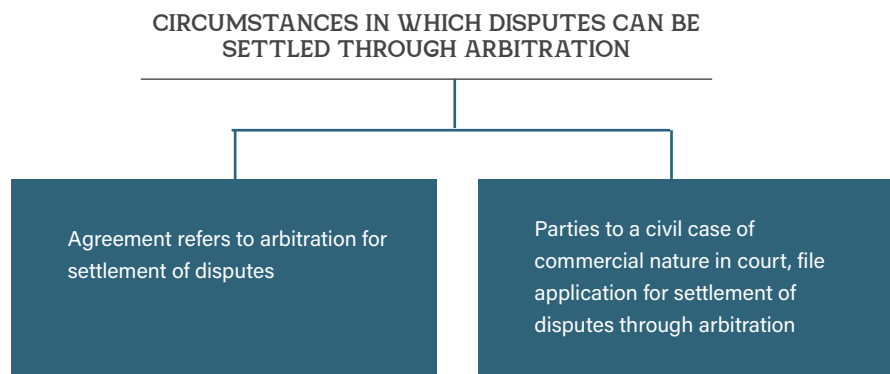 CIRCUMSTANCES IN WHICH DISPUTES CAN BE
SETTLED THROUGH ARBITRATION
Agreement refers to arbitration for
settlement of disputes
Parties to a civil case of
commercial nature in court, file
application for settlement of
disputes through arbitration